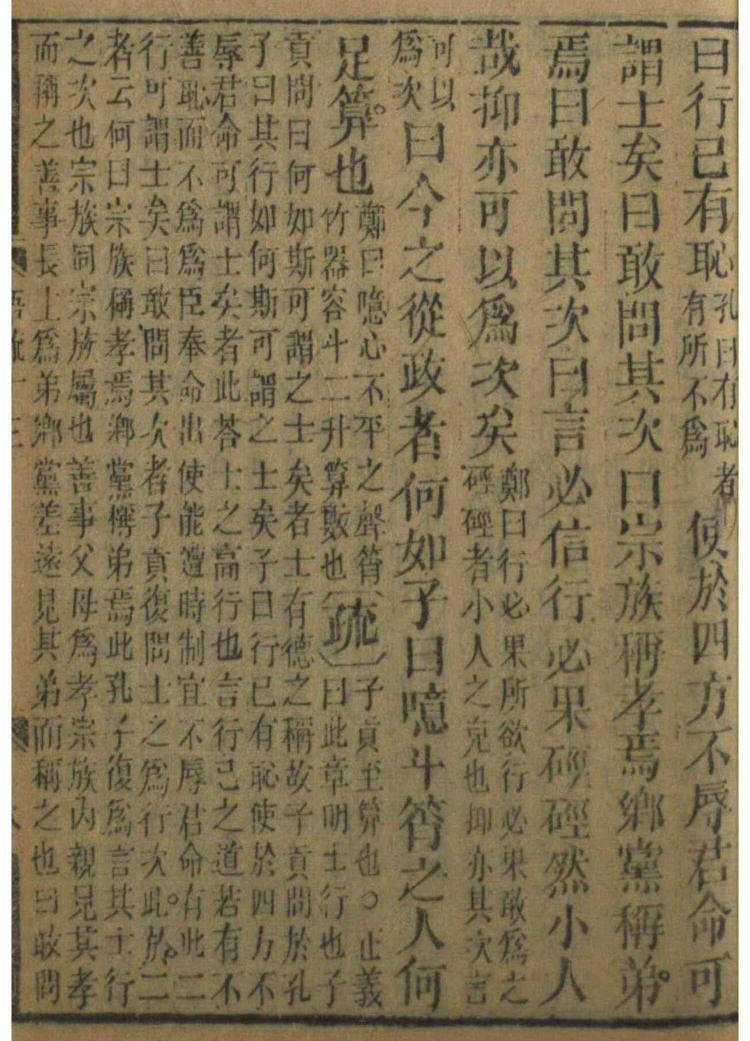 曰行己有恥孔曰有恥者有所不爲使於四方不辱君命可
謂士矣曰敢問其次曰宗族稱孝焉鄉黨稱弟
焉曰敢問其次曰言必信行必果硜硜然小人
哉抑亦可以爲次矣鄭曰行必果所欲行必果敢爲之硜硜者小人之皃也抑亦其次言
可以爲次曰今之從政者何如子曰噫斗筲之人何
足算也鄭曰噫心不平之聲筲竹器容斗二升算數也疏子貢至算也○正義曰此章明士行也子
貢問曰何如斯可謂之士矣者士有德之稱故子貢問於孔
子曰其行如何斯可謂之士矣子曰行己有恥使於四方不
辱君命可謂士矣者此荅士之高行也言行己之道若有不
善恥而不爲爲臣奉命出使能遭時制宜不辱君命有此二
行可謂士矣曰敢問其次者子貢復問士之爲行次此於二
者云何曰宗族稱孝焉鄉黨稱弟焉此孔子復爲言其士行
之次也宗族同宗族屬也善事父母爲孝宗族內親見其孝
而稱之善事長上爲弟鄉黨差遠見其弟而稱之也曰敢問